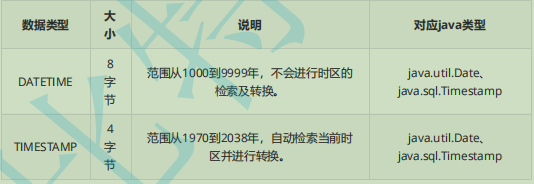 数据类型 大小 说明 对应java类型
DATETIME 8字节 范围从1000到9999年，不会进行时区的检索及转换。 java.util.Date、java.sql.Timestamp
TIMESTAMP 4字节 范围从1970到2038年，自动检索当前时区并进行转换。 java.util.Date、java.sql.Timestamp